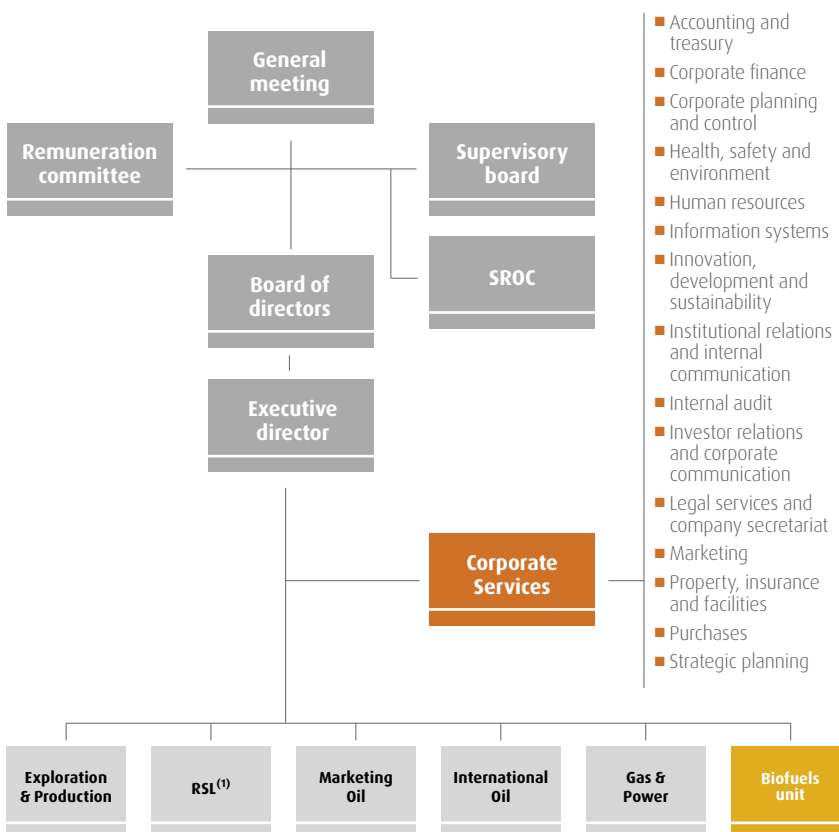 General
meeting
Remuneration
committee
Supervisory
board
Board of
directors
SROC
Executive
director
Corporate
Services
Accounting and
treasury
Corporate finance
Corporate planning
and control
Health, safety and
environment
Human resources
Information systems
Innovation,
development and
sustainability
Institutional relations
and internal
communication
Internal audit
Investor relations
and corporate
communication
Legal services and
company secretariat
Marketing
Property, insurance
and facilities
Purchases
Strategic planning
Exploration
& Production
RSL(1)
Marketing
Oil
International
Oil
Gas &
Power
Biofuels
unit